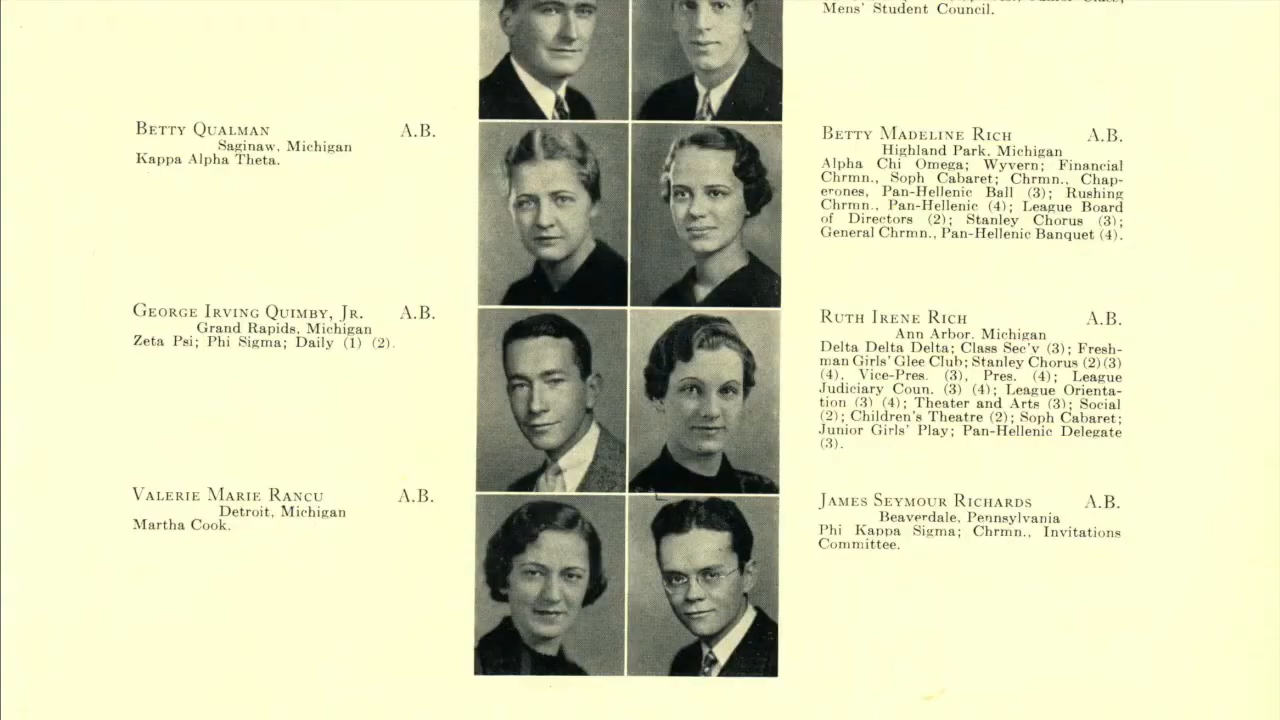 Mens' Student Council.
BETTY QUALMAN A.B.
Saginaw, Michigan
Kappa Alpha Theta.
GEORGE IRVING QUIMBY, JR. A.B.
Grand Rapids, Michigan
Zeta Psi; Phi Sigma; Daily (1) (2).
VALERIE MARIE RANCU A.B.
Detroit, Michigan
Martha Cook.
BETTY MADELINE RICH A.B.
Highland Park, Michigan
Alpha Chi Omega; Wyvern; Financial
Chrmn., Soph Cabaret; Chrmn., Chap-
erones, Pan-Hellenic Ball (3); Rushing
Chrmn., Pan-Hellenic (4); League Board
of Directors (2); Stanley Chorus (3);
General Chrmn., Pan-Hellenic Banquet (4).
RUTH IRENE RICH A.B.
Ann Arbor, Michigan
Delta Delta Delta; Class Sec'y (3); Fresh-
man Girls' Glee Club; Stanley Chorus (2)(3)
(4), Vice-Pres. (3), Pres. (4); League
Judiciary Coun. (3) (4); League Orienta-
tion (3) (4); Theater and Arts (3); Social
(2); Children's Theatre (2); Soph Cabaret;
Junior Girls' Play; Pan-Hellenic Delegate
(3).
JAMES SEYMOUR RICHARDS A.B.
Beaverdale, Pennsylvania
Phi Kappa Sigma; Chrmn., Invitations
Committee.